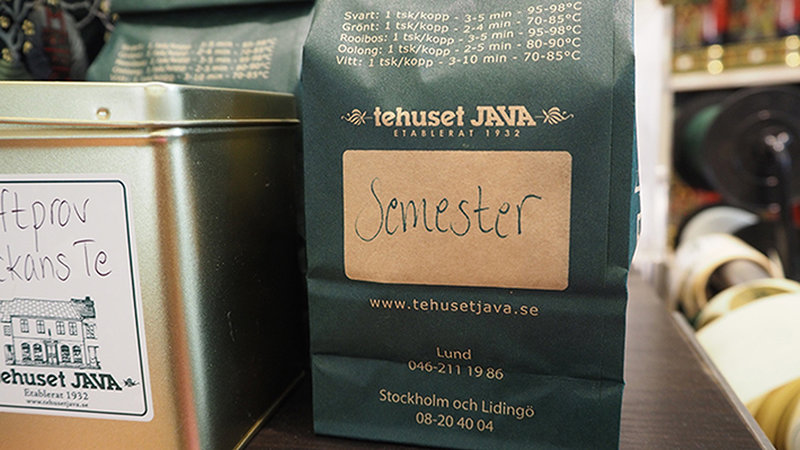 Svart: 1 tsk/kopp - 3-5 min - 95-98°C
Grönt: 1 tsk/kopp - 2-4 min - 70-85°C
Rooibos: 1 tsk/kopp - 5 min - 95-98°C
Oolong: 1 tsk/kopp - 2-5 min - 80-90°C
Vitt: 1 tsk/kopp - 3-10 min - 70-85°C
tehuset JAVA
ETABLERAT 1932
Semester
www.tehusetjava.se
Lund
046-211 19 86
Stockholm och Lidingö
08-20 40 04
ftprov
ckans Te
tehuset JAVA
Etablerat 1932
www.tehusetjava.se